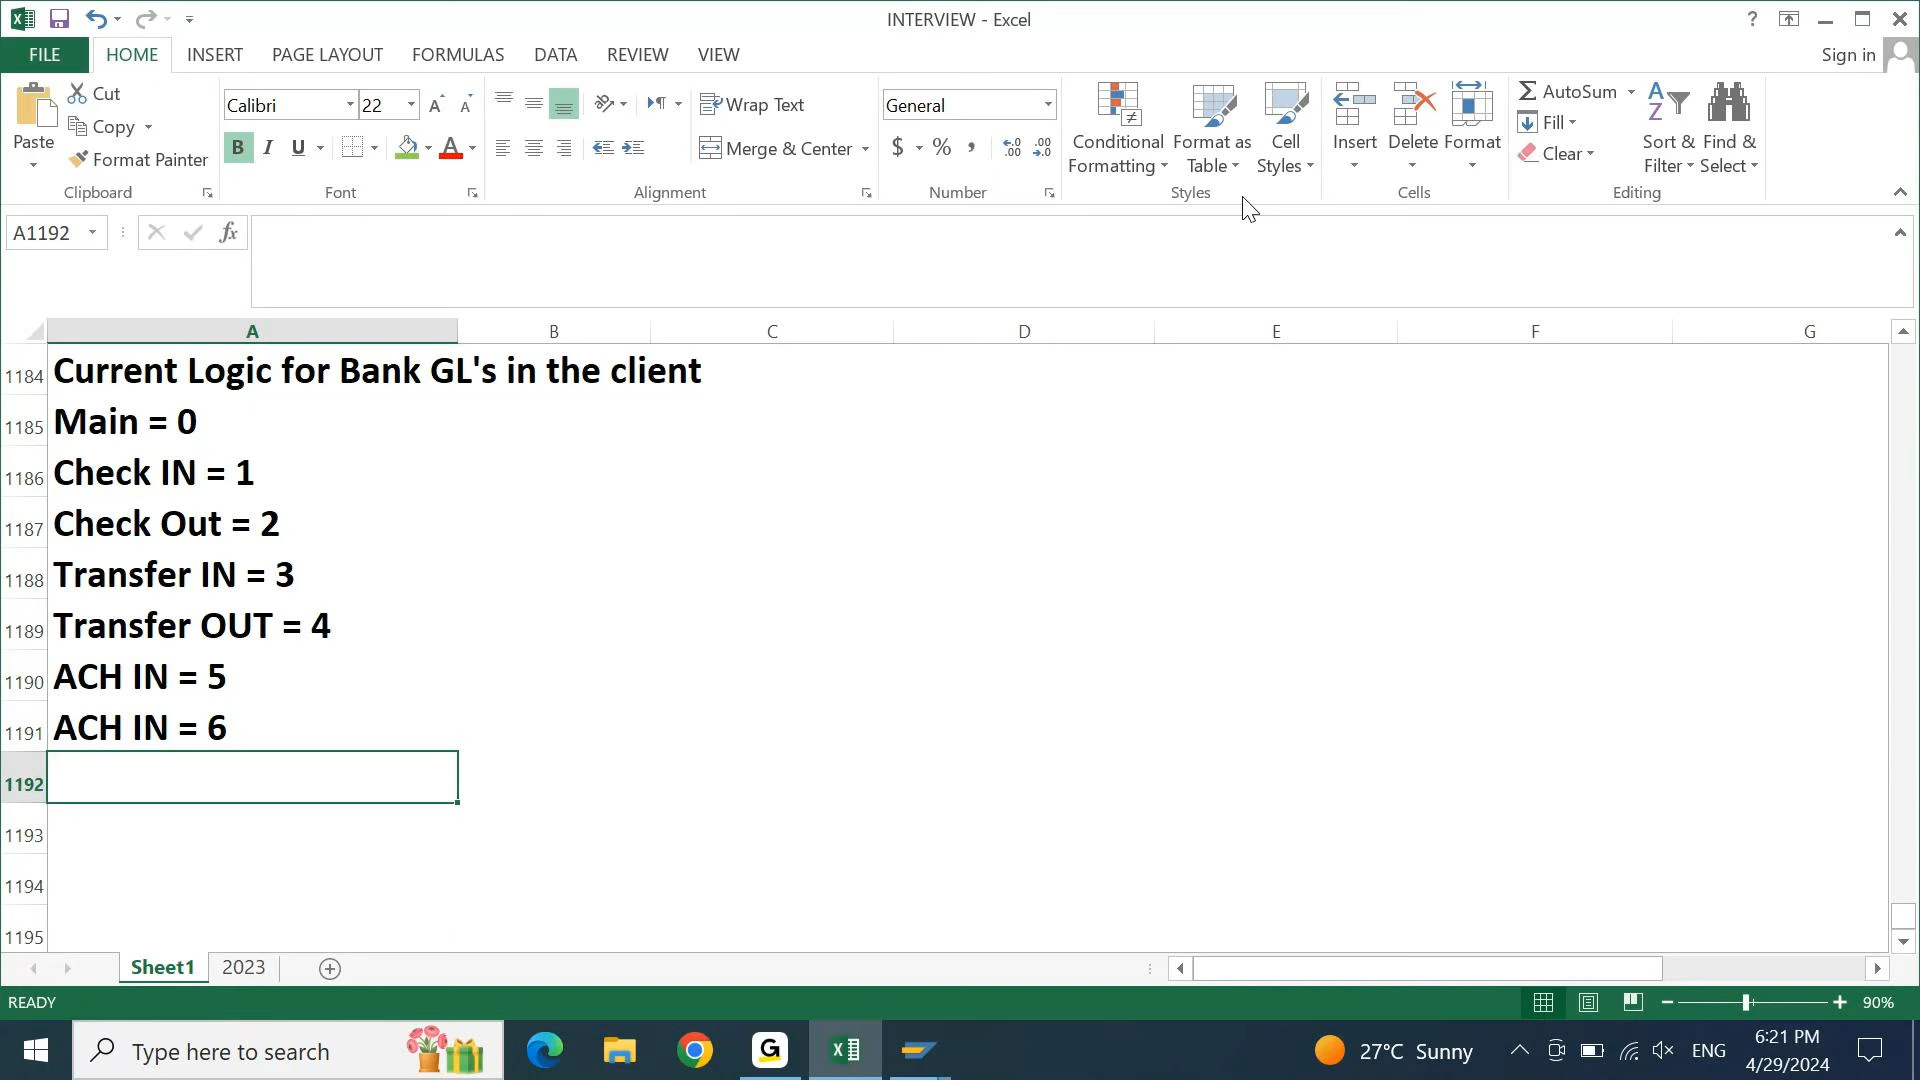 INTERVIEW - Excel
?
FILE HOME INSERT PAGE LAYOUT FORMULAS DATA REVIEW VIEW
Sign in
Paste
Cut
Copy
Format Painter
Clipboard
Calibri 22
B I U
Font
Wrap Text
Merge & Center
Alignment
General
$ % ,
Number
Conditional Formatting
Format as Table
Cell Styles
Styles
Insert Delete Format
Cells
AutoSum
Fill
Clear
Sort & Filter
Find & Select
Editing
A1192
fx
A B C D E F G
1184 Current Logic for Bank GL's in the client
1185 Main = 0
1186 Check IN = 1
1187 Check Out = 2
1188 Transfer IN = 3
1189 Transfer OUT = 4
1190 ACH IN = 5
1191 ACH IN = 6
1192
1193
1194
1195
Sheet1 2023
READY
90%
Type here to search
27°C Sunny
ENG
6:21 PM
4/29/2024